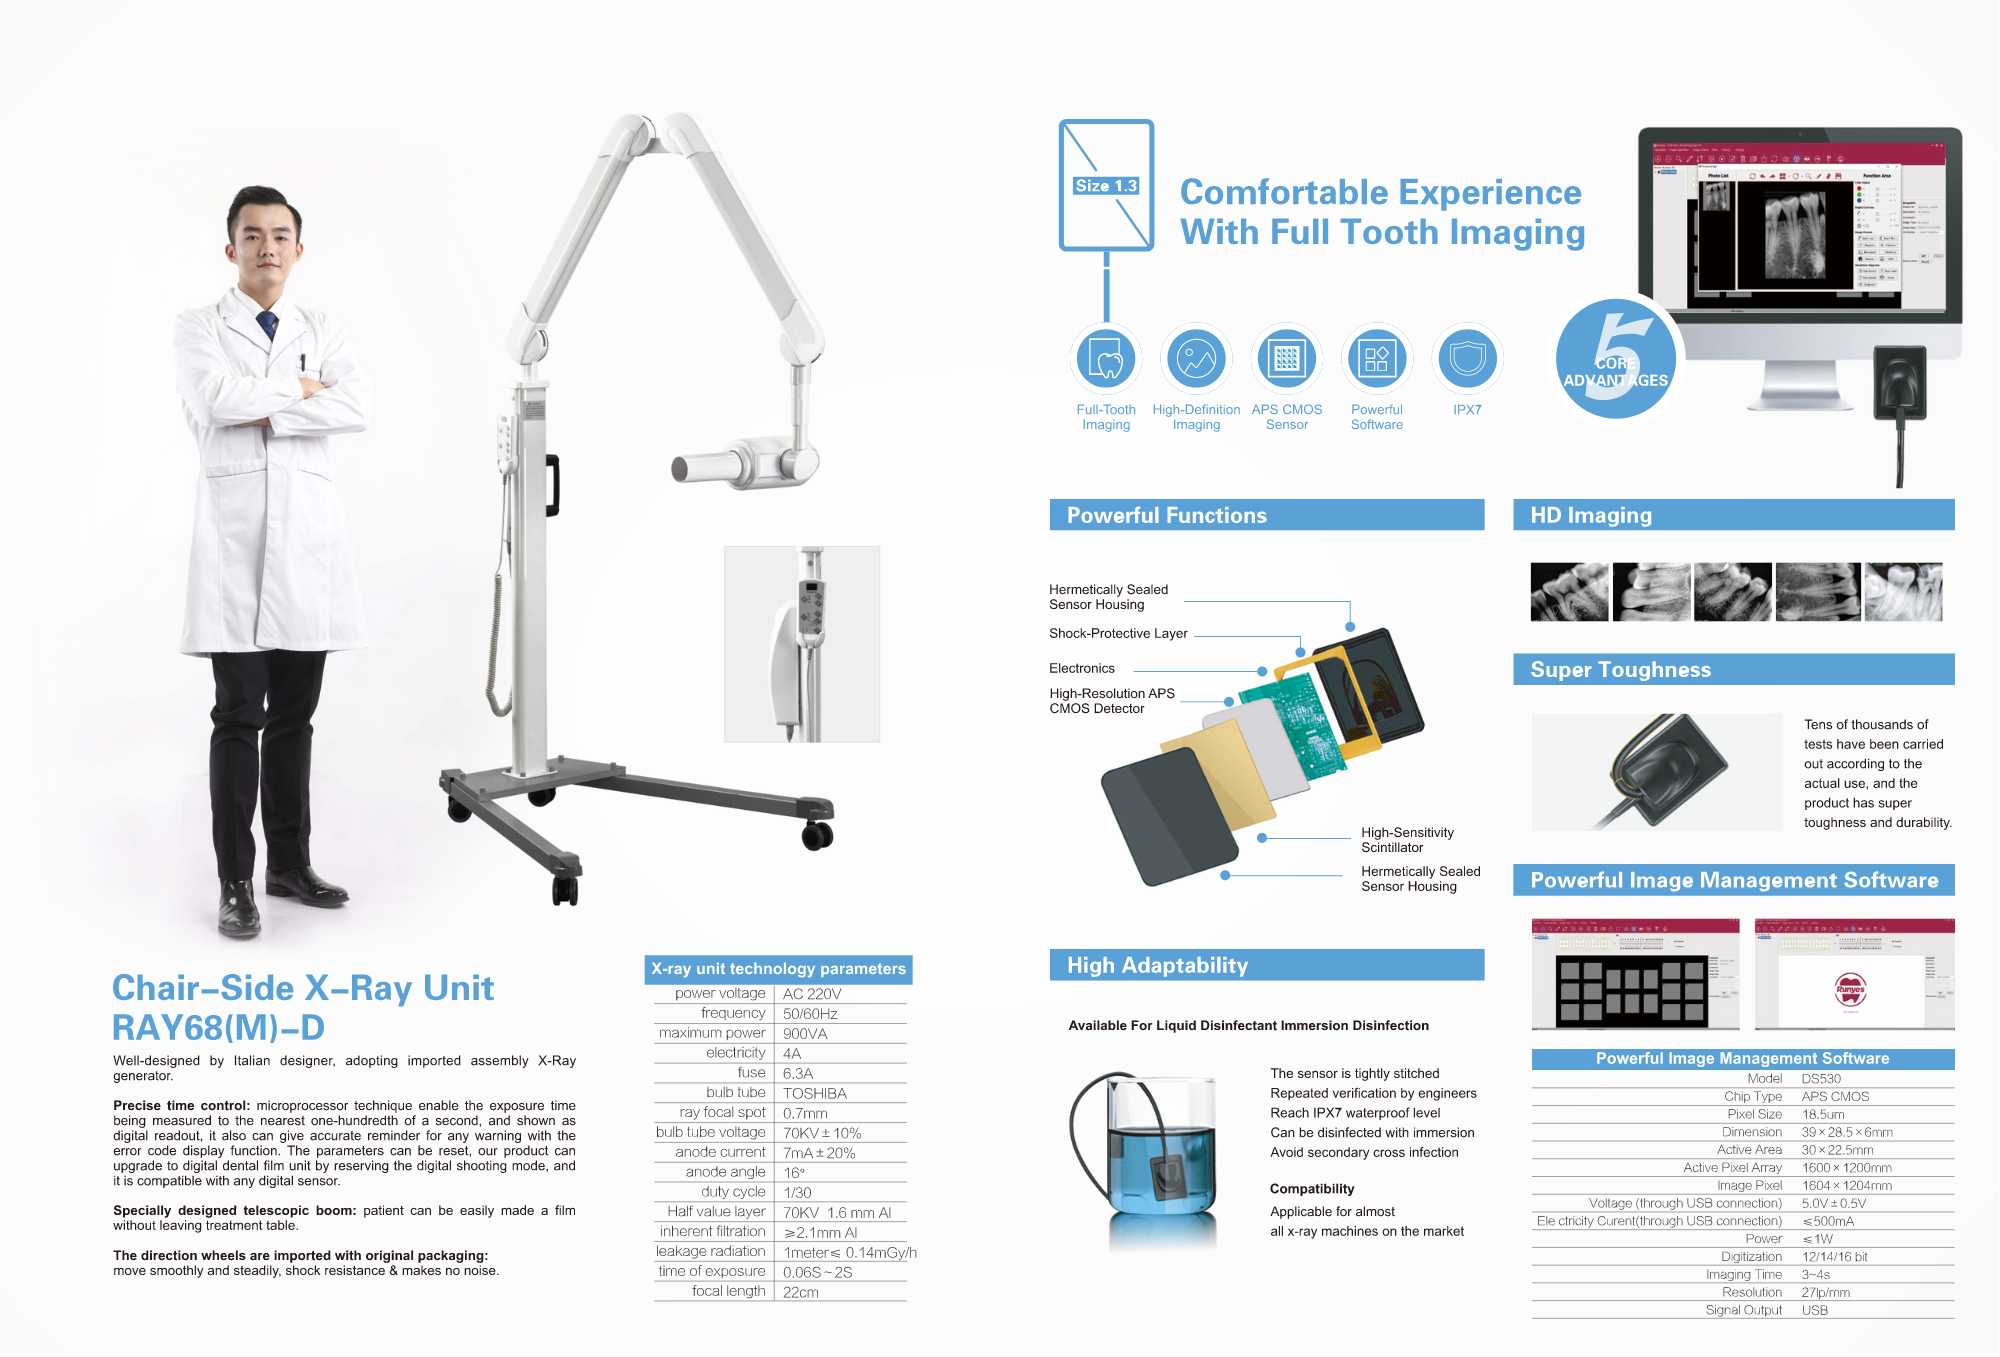 Chair–Side X–Ray Unit
RAY68(M)–D
Well-designed by Italian designer, adopting imported assembly X-Ray
generator.
Precise time control: microprocessor technique enable the exposure time
being measured to the nearest one-hundredth of a second, and shown as
digital readout, it also can give accurate reminder for any warning with the
error code display function. The parameters can be reset, our product can
upgrade to digital dental film unit by reserving the digital shooting mode, and
it is compatible with any digital sensor.
Specially designed telescopic boom: patient can be easily made a film
without leaving treatment table.
The direction wheels are imported with original packaging:
move smoothly and steadily, shock resistance & makes no noise.
X-ray unit technology parameters
power voltage AC 220V
frequency 50/60Hz
maximum power 900VA
electricity 4A
fuse 6.3A
bulb tube TOSHIBA
ray focal spot 0.7mm
bulb tube voltage 70KV±10%
anode current 7mA±20%
anode angle 16°
duty cycle 1/30
Half value layer 70KV 1.6 mm Al
inherent filtration ≥2.1mm Al
leakage radiation 1meter≤ 0.14mGy/h
time of exposure 0.06S~2S
focal length 22cm
Size 1.3
Comfortable Experience
With Full Tooth Imaging
Photo List
Function Area
5
CORE
ADVANTAGES
Full-Tooth
Imaging
High-Definition
Imaging
APS CMOS
Sensor
Powerful
Software
IPX7
Powerful Functions
Hermetically Sealed
Sensor Housing
Shock-Protective Layer
Electronics
High-Resolution APS
CMOS Detector
High-Sensitivity
Scintillator
Hermetically Sealed
Sensor Housing
High Adaptability
Available For Liquid Disinfectant Immersion Disinfection
The sensor is tightly stitched
Repeated verification by engineers
Reach IPX7 waterproof level
Can be disinfected with immersion
Avoid secondary cross infection
Compatibility
Applicable for almost
all x-ray machines on the market
HD Imaging
Super Toughness
Tens of thousands of
tests have been carried
out according to the
actual use, and the
product has super
toughness and durability.
Powerful Image Management Software
Runyes
Powerful Image Management Software
Model DS530
Chip Type APS CMOS
Pixel Size 18.5um
Dimension 39×28.5×6mm
Active Area 30×22.5mm
Active Pixel Array 1600×1200mm
Image Pixel 1604×1204mm
Voltage (through USB connection) 5.0V±0.5V
Ele ctricity Curent(through USB connection) ≤500mA
Power ≤1W
Digitization 12/14/16 bit
Imaging Time 3~4s
Resolution 27lp/mm
Signal Output USB